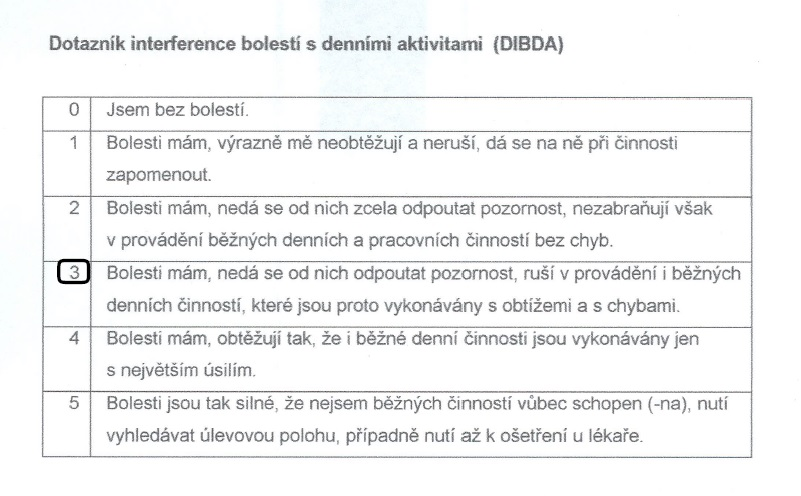 Dotazník interference bolestí s denními aktivitami (DIBDA)
0 Jsem bez bolestí.
1 Bolesti mám, výrazně mě neobtěžují a neruší, dá se na ně při činnosti
zapomenout.
2 Bolesti mám, nedá se od nich zcela odpoutat pozornost, nezabraňují však
v provádění běžných denních a pracovních činností bez chyb.
3 Bolesti mám, nedá se od nich odpoutat pozornost, ruší v provádění i běžných
denních činností, které jsou proto vykonávány s obtížemi a s chybami.
4 Bolesti mám, obtěžují tak, že i běžné denní činnosti jsou vykonávány jen
s největším úsilím.
5 Bolesti jsou tak silné, že nejsem běžných činností vůbec schopen (-na), nutí
vyhledávat úlevovou polohu, případně nutí až k ošetření u lékaře.